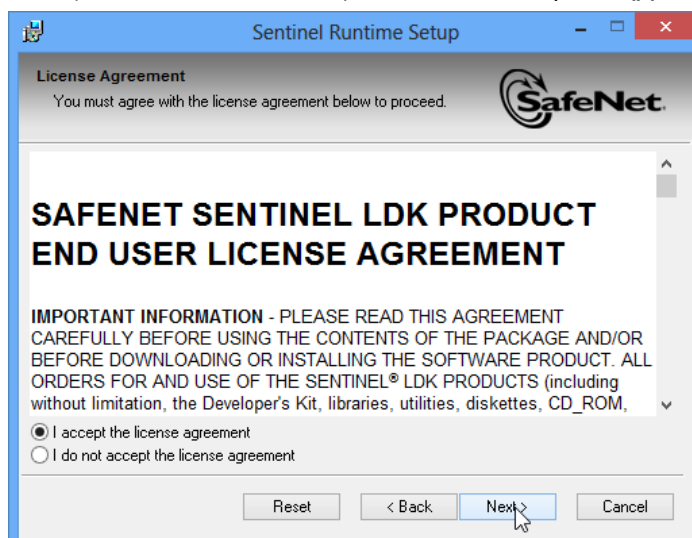 Sentinel Runtime Setup
License Agreement
You must agree with the license agreement below to proceed.
SafeNet.
SAFENET SENTINEL LDK PRODUCT
END USER LICENSE AGREEMENT
IMPORTANT INFORMATION - PLEASE READ THIS AGREEMENT
CAREFULLY BEFORE USING THE CONTENTS OF THE PACKAGE AND/OR
BEFORE DOWNLOADING OR INSTALLING THE SOFTWARE PRODUCT. ALL
ORDERS FOR AND USE OF THE SENTINEL® LDK PRODUCTS (including
without limitation, the Developer's Kit, libraries, utilities, diskettes, CD_ROM,
I accept the license agreement
I do not accept the license agreement
Reset < Back Next > Cancel